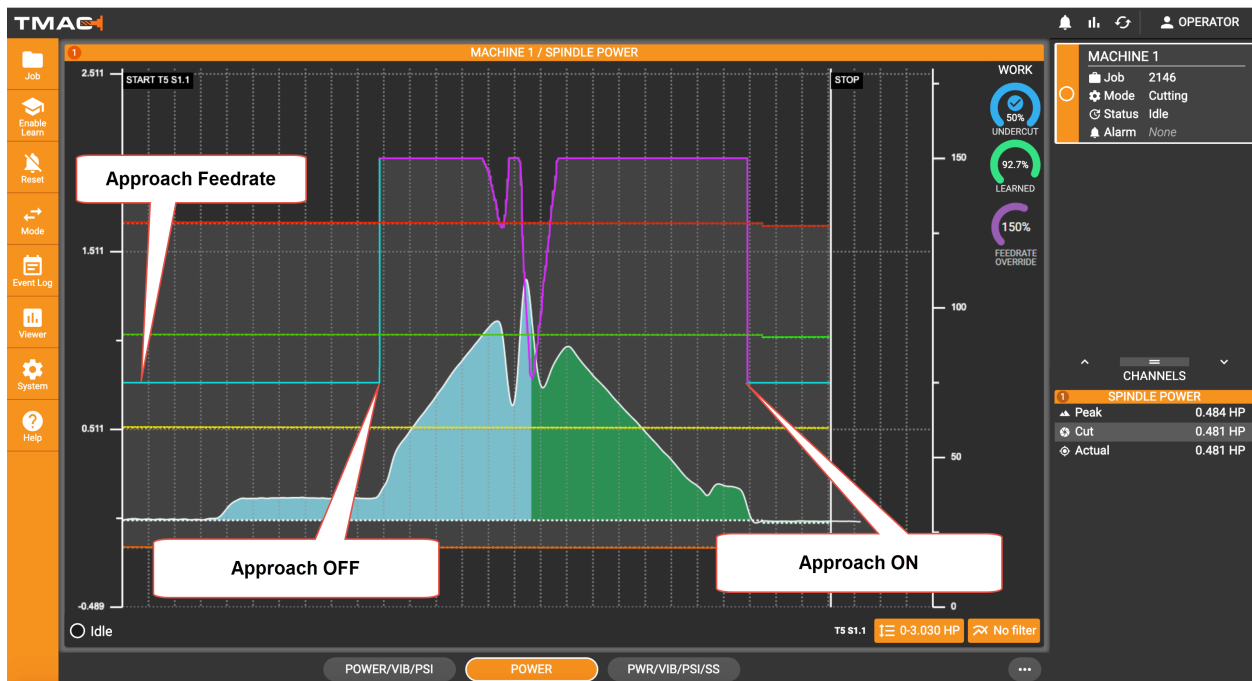 TMAC
OPERATOR
Job
Enable
Learn
Reset
Mode
Event Log
Viewer
System
Help
1
MACHINE 1 / SPINDLE POWER
2.511
1.511
0.511
-0.489
START T5 S1.1
STOP
150
100
50
0
Approach Feedrate
Approach OFF
Approach ON
WORK
50%
UNDERCUT
92.7%
LEARNED
150%
FEEDRATE
OVERRIDE
Idle
T5 S1.1
0-3.030 HP
No filter
POWER/VIB/PSI
POWER
PWR/VIB/PSI/SS
...
MACHINE 1
Job 2146
Mode Cutting
Status Idle
Alarm None
CHANNELS
1 SPINDLE POWER
Peak 0.484 HP
Cut 0.481 HP
Actual 0.481 HP